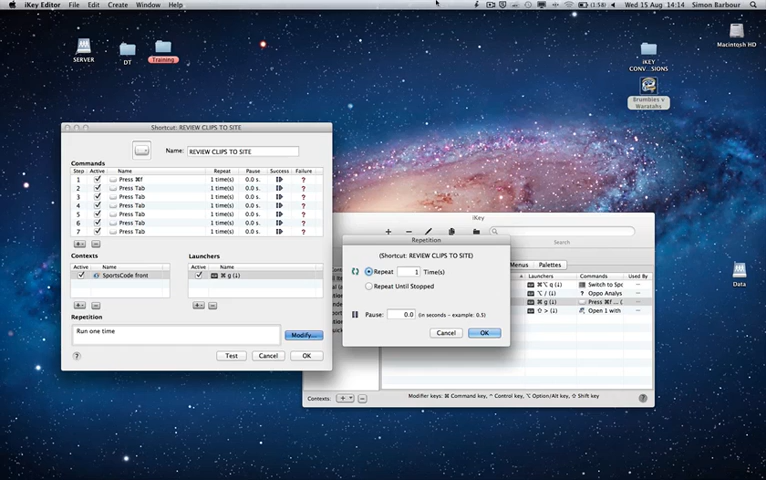 iKey Editor File Edit Create Window Help
(1:58) Wed 15 Aug 14:14 Simon Barbour
SERVER
DT
Training
iKEY
CONV...SIONS
Macintosh HD
Brumbies v
Waratahs
Data
Shortcut: REVIEW CLIPS TO SITE
Name: REVIEW CLIPS TO SITE
Commands
Step Active Name Repeat Pause Success Failure
1 Press ⌘f 1 time(s) 0.0 s. ?
2 Press Tab 1 time(s) 0.0 s. ?
3 Press Tab 1 time(s) 0.0 s. ?
4 Press Tab 1 time(s) 0.0 s. ?
5 Press Tab 1 time(s) 0.0 s. ?
6 Press Tab 1 time(s) 0.0 s. ?
7 Press Tab 1 time(s) 0.0 s. ?
Contexts
Active Name
SportsCode front
Launchers
Active Name
⌘ g (i)
Repetition
Run one time
Modify...
? Test Cancel OK
iKey
Search
Menus Palettes
Launchers Commands Used By
⌘⌥ q (i) Switch to Spc
⌥ / (i) ? Oppo Analys
⌘ g (i) Press ⌘f ... (
⇧ > (i) Open 1 with
Contexts: Modifier keys: ⌘ Command key, ^ Control key, ⌥ Option/Alt key, ⇧ Shift key ?
Repetition
(Shortcut: REVIEW CLIPS TO SITE)
Repeat 1 Time(s)
Repeat Until Stopped
Pause: 0.0 (in seconds - example: 0.5)
Cancel OK